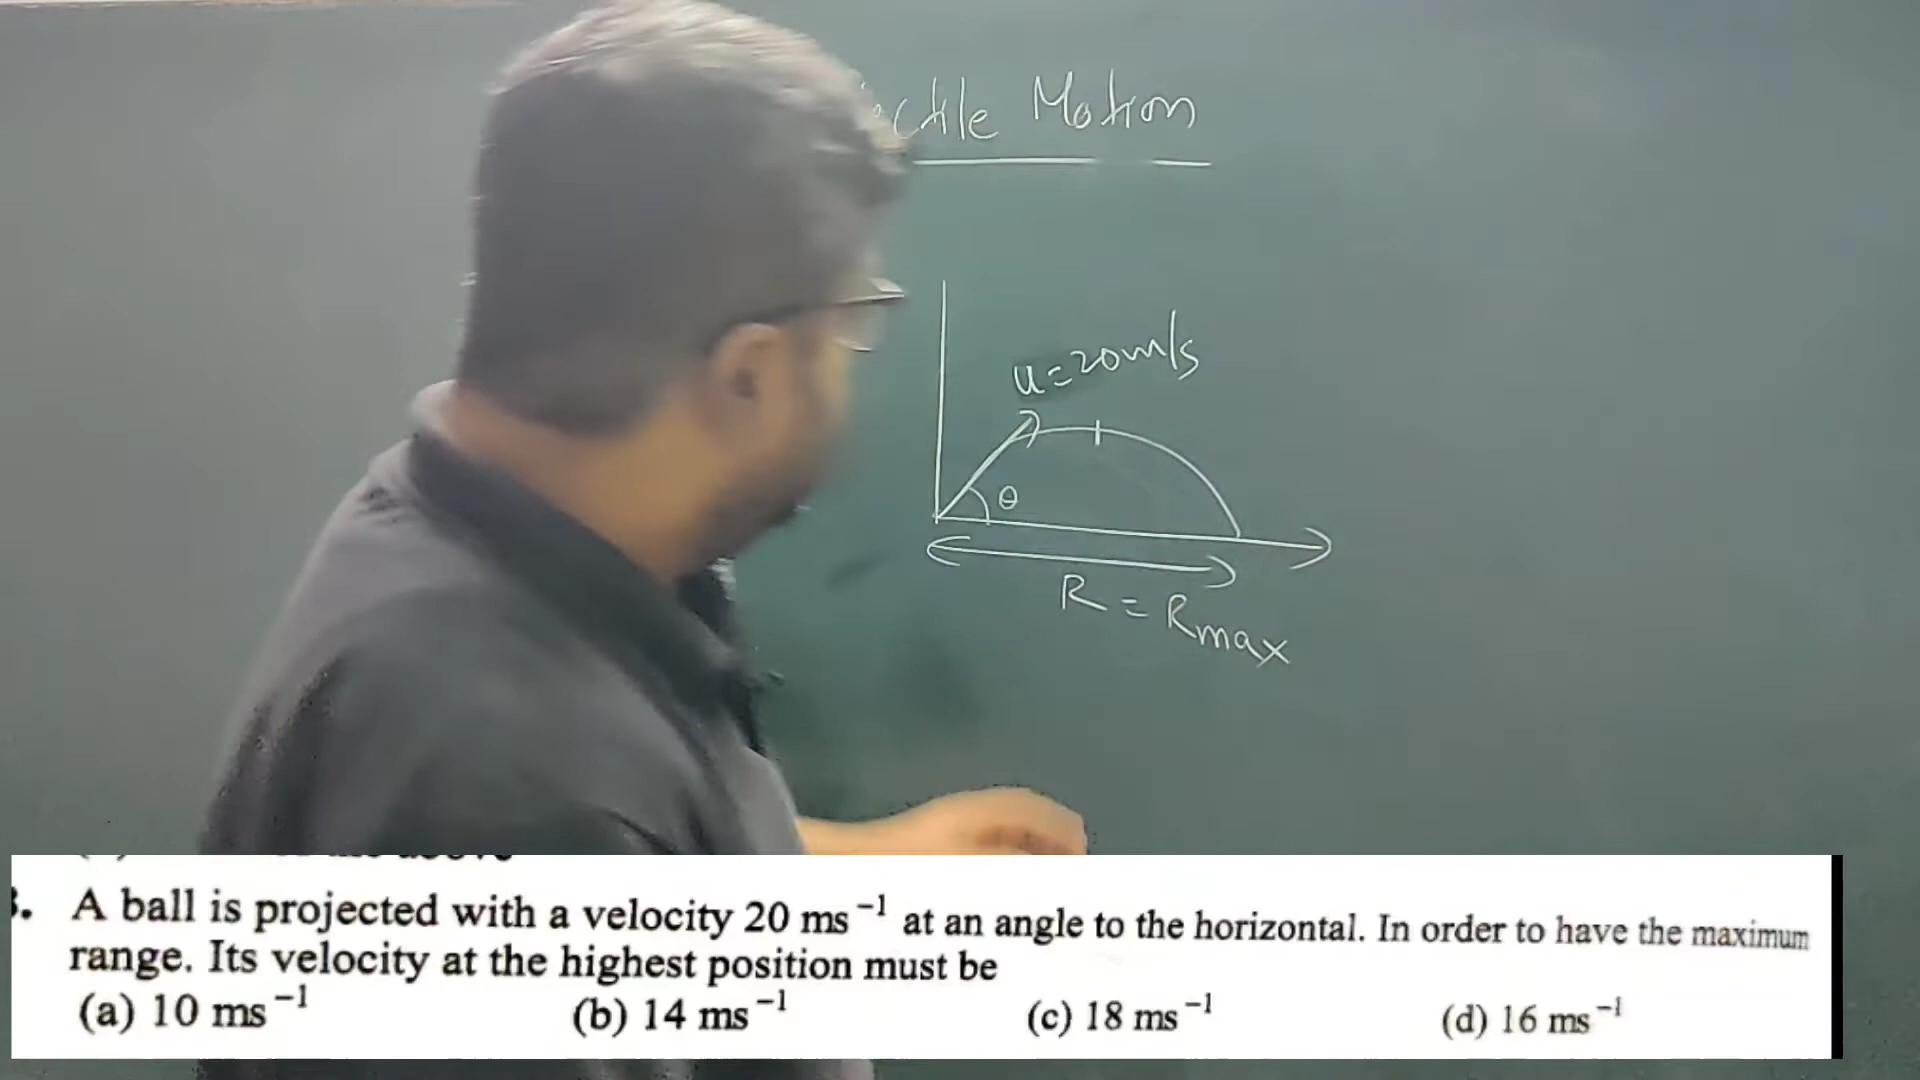 Motion
u = 20 m/s
θ
R = Rmax
A ball is projected with a velocity 20 ms⁻¹ at an angle to the horizontal. In order to have the maximum
range. Its velocity at the highest position must be
(a) 10 ms⁻¹ (b) 14 ms⁻¹ (c) 18 ms⁻¹ (d) 16 ms⁻¹